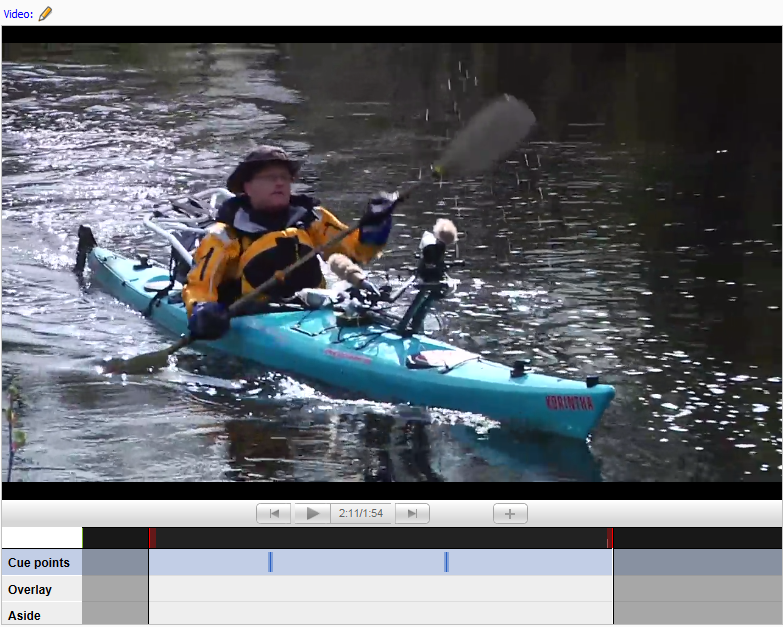 Video:
KORINTHA
2:11/1:54
Cue points
Overlay
Aside